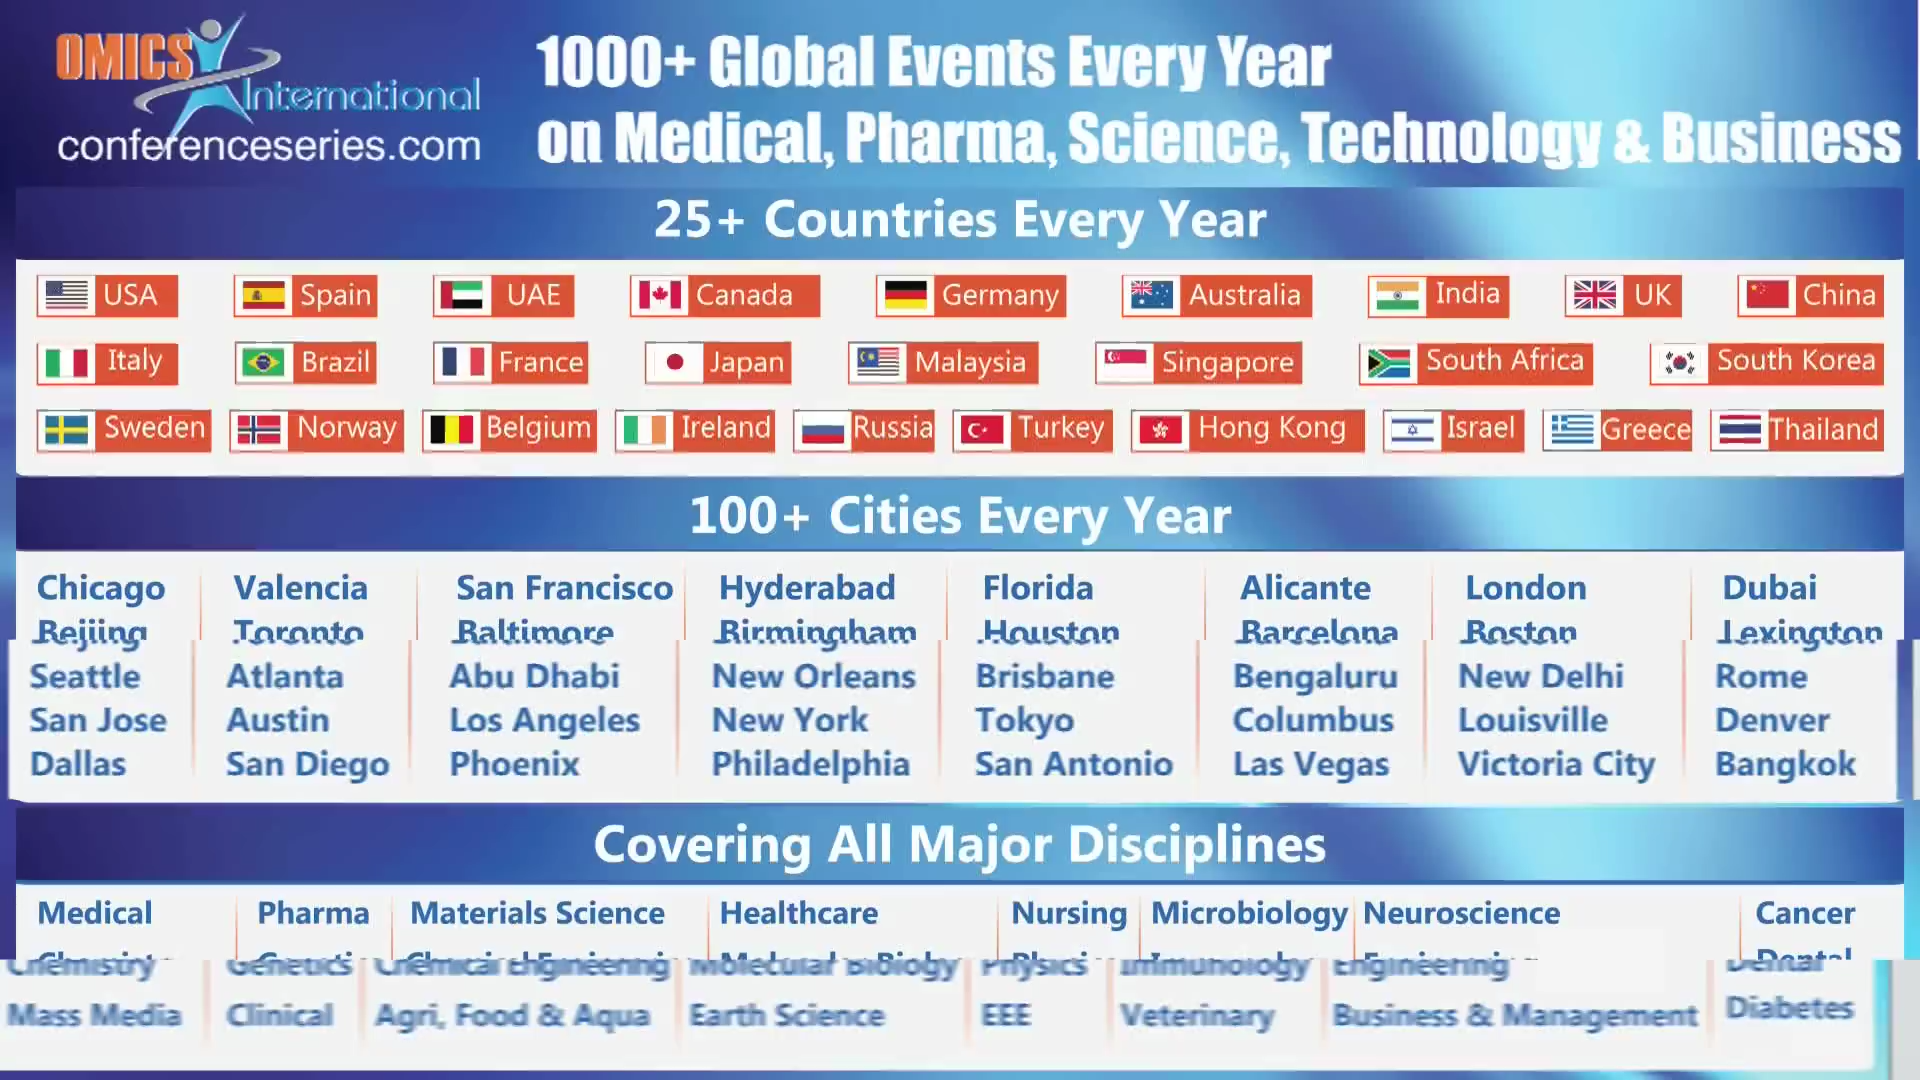 OMICS
International
conferenceseries.com
1000+ Global Events Every Year
on Medical, Pharma, Science, Technology & Business
25+ Countries Every Year
USA Spain UAE Canada Germany Australia India UK China
Italy Brazil France Japan Malaysia Singapore South Africa South Korea
Sweden Norway Belgium Ireland Russia Turkey Hong Kong Israel Greece Thailand
100+ Cities Every Year
Chicago Valencia San Francisco Hyderabad Florida Alicante London Dubai
Beijing Toronto Baltimore Birmingham Houston Barcelona Boston Lexington
Seattle Atlanta Abu Dhabi New Orleans Brisbane Bengaluru New Delhi Rome
San Jose Austin Los Angeles New York Tokyo Columbus Louisville Denver
Dallas San Diego Phoenix Philadelphia San Antonio Las Vegas Victoria City Bangkok
Covering All Major Disciplines
Medical Pharma Materials Science Healthcare Nursing Microbiology Neuroscience Cancer
Chemistry Genetics Chemical Engineering Molecular Biology Physics Immunology Engineering Dental
Mass Media Clinical Agri, Food & Aqua Earth Science EEE Veterinary Business & Management Diabetes